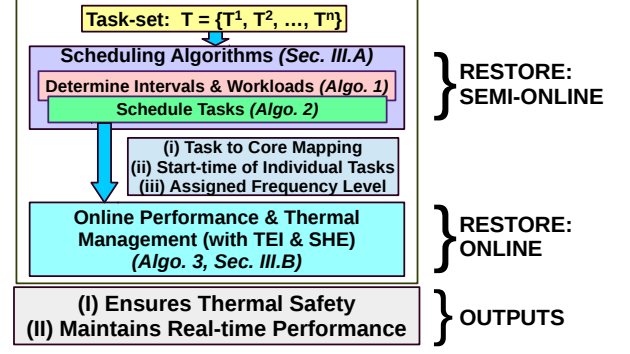 Task-set: T = {T¹, T², ..., Tⁿ}
Scheduling Algorithms (Sec. III.A)
Determine Intervals & Workloads (Algo. 1)
Schedule Tasks (Algo. 2)
RESTORE:
SEMI-ONLINE
(i) Task to Core Mapping
(ii) Start-time of Individual Tasks
(iii) Assigned Frequency Level
Online Performance & Thermal
Management (with TEI & SHE)
(Algo. 3, Sec. III.B)
RESTORE:
ONLINE
(I) Ensures Thermal Safety
(II) Maintains Real-time Performance
OUTPUTS